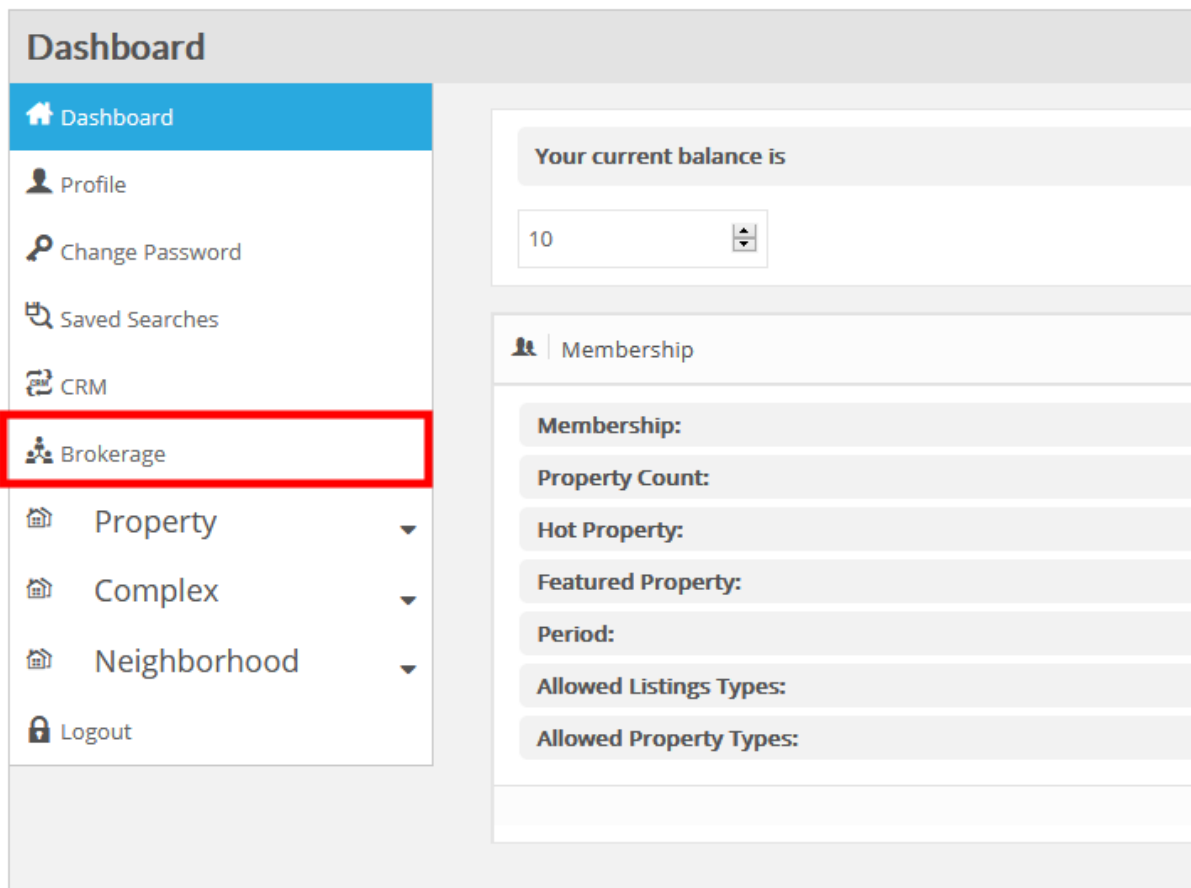 Dashboard
Dashboard
Profile
Change Password
Saved Searches
CRM
CRM
Brokerage
Property
Complex
Neighborhood
Logout
Your current balance is
10
Membership
Membership:
Property Count:
Hot Property:
Featured Property:
Period:
Allowed Listings Types:
Allowed Property Types: